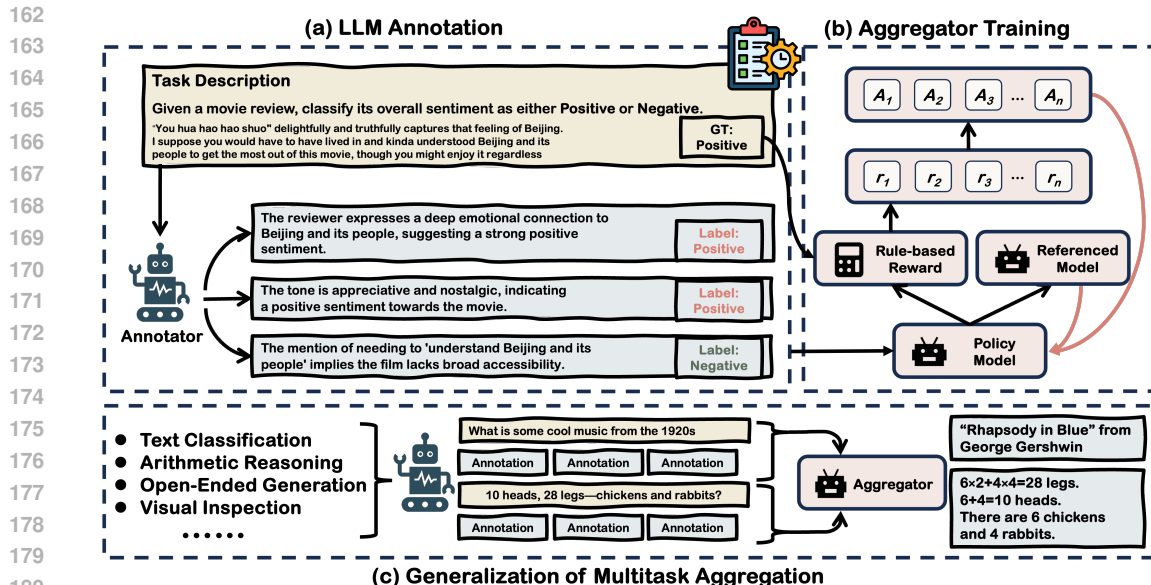 162
163
164
165
166
167
168
169
170
171
172
173
174
175
176
177
178
179
(a) LLM Annotation
Task Description
Given a movie review, classify its overall sentiment as either Positive or Negative.
"You hua hao hao shuo" delightfully and truthfully captures that feeling of Beijing.
I suppose you would have to have lived in and kinda understood Beijing and its
people to get the most out of this movie, though you might enjoy it regardless
GT:
Positive
Annotator
The reviewer expresses a deep emotional connection to
Beijing and its people, suggesting a strong positive
sentiment.
Label:
Positive
The tone is appreciative and nostalgic, indicating
a positive sentiment towards the movie.
Label:
Positive
The mention of needing to 'understand Beijing and its
people' implies the film lacks broad accessibility.
Label:
Negative
(b) Aggregator Training
A1 A2 A3 ... An
r1 r2 r3 ... rn
Rule-based
Reward
Referenced
Model
Policy
Model
● Text Classification
● Arithmetic Reasoning
● Open-Ended Generation
● Visual Inspection
......
What is some cool music from the 1920s
Annotation Annotation Annotation
10 heads, 28 legs—chickens and rabbits?
Annotation Annotation Annotation
Aggregator
“Rhapsody in Blue” from
George Gershwin
6×2+4×4=28 legs.
6+4=10 heads.
There are 6 chickens
and 4 rabbits.
(c) Generalization of Multitask Aggregation